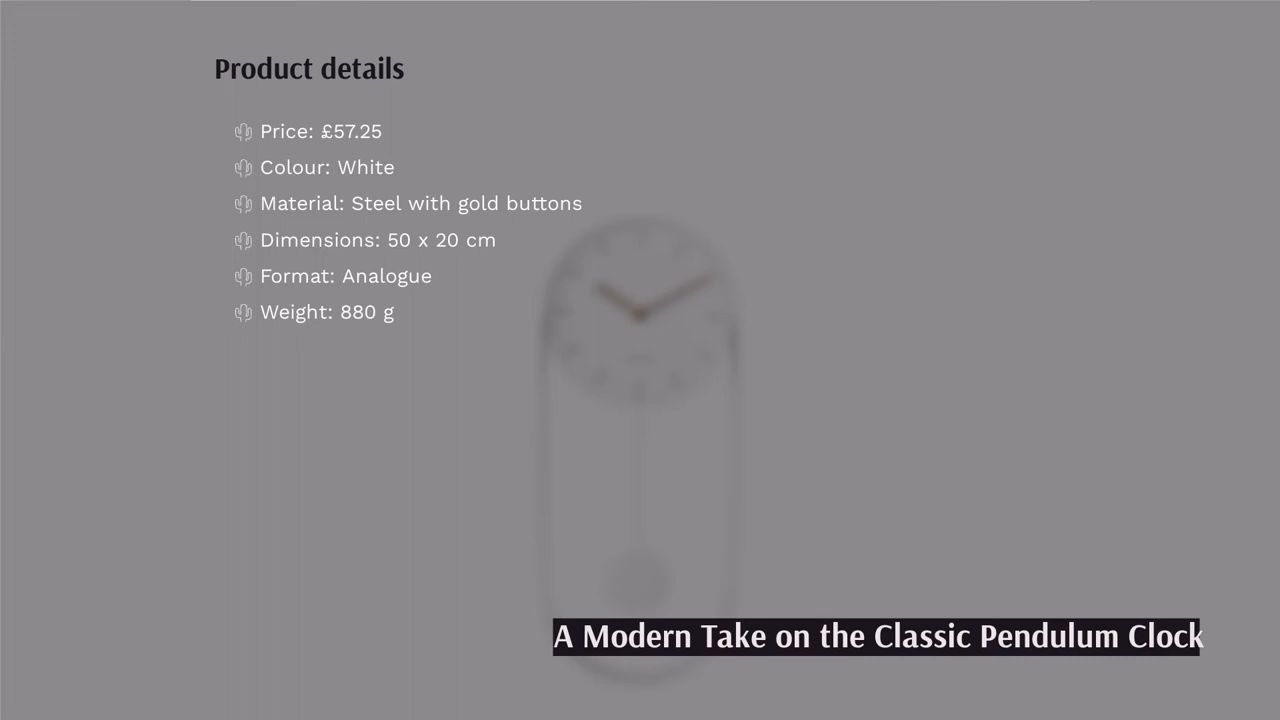 Product details
Price: £57.25
Colour: White
Material: Steel with gold buttons
Dimensions: 50 x 20 cm
Format: Analogue
Weight: 880 g
A Modern Take on the Classic Pendulum Clock